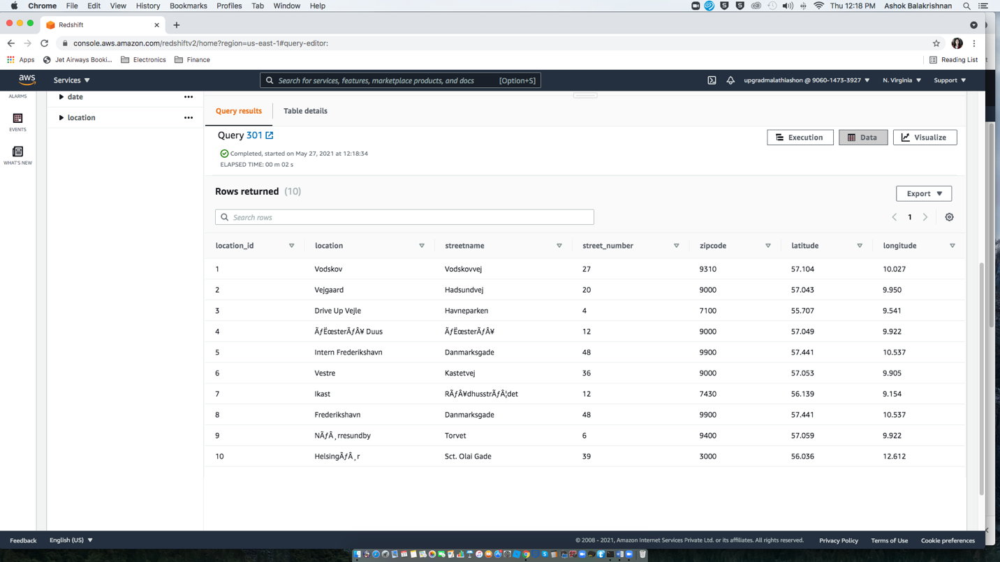 Chrome File Edit View History Bookmarks Profiles Tab Window Help Thu 12:18 PM Ashok Balakrishnan
Redshift
console.aws.amazon.com/redshiftv2/home?region=us-east-1#query-editor:
Apps Jet Airways Booki... Electronics Finance Reading List
aws Services Search for services, features, marketplace products, and docs [Option+S] upgradmalathiashon @ 9060-1473-3927 N. Virginia Support
ALARMS
EVENTS
WHAT'S NEW
date
location
Query results Table details
Query 301 Execution Data Visualize
Completed, started on May 27, 2021 at 12:18:34
ELAPSED TIME: 00 m 02 s
Rows returned (10) Export
Search rows 1
location_id location streetname street_number zipcode latitude longitude
1 Vodskov Vodskovvej 27 9310 57.104 10.027
2 Vejgaard Hadsundvej 20 9000 57.043 9.950
3 Drive Up Vejle Havneparken 4 7100 55.707 9.541
4 ÃƒËœsterÃƒÂ¥ Duus ÃƒËœsterÃƒÂ¥ 12 9000 57.049 9.922
5 Intern Frederikshavn Danmarksgade 48 9900 57.441 10.537
6 Vestre Kastetvej 36 9000 57.053 9.905
7 Ikast RÃƒÂ¥dhusstrÃƒÂ¦det 12 7430 56.139 9.154
8 Frederikshavn Danmarksgade 48 9900 57.441 10.537
9 NÃƒÂ¸rresundby Torvet 6 9400 57.059 9.922
10 HelsingÃƒÂ¸r Sct. Olai Gade 39 3000 56.036 12.612
Feedback English (US) © 2008 - 2021, Amazon Internet Services Private Ltd. or its affiliates. All rights reserved. Privacy Policy Terms of Use Cookie preferences